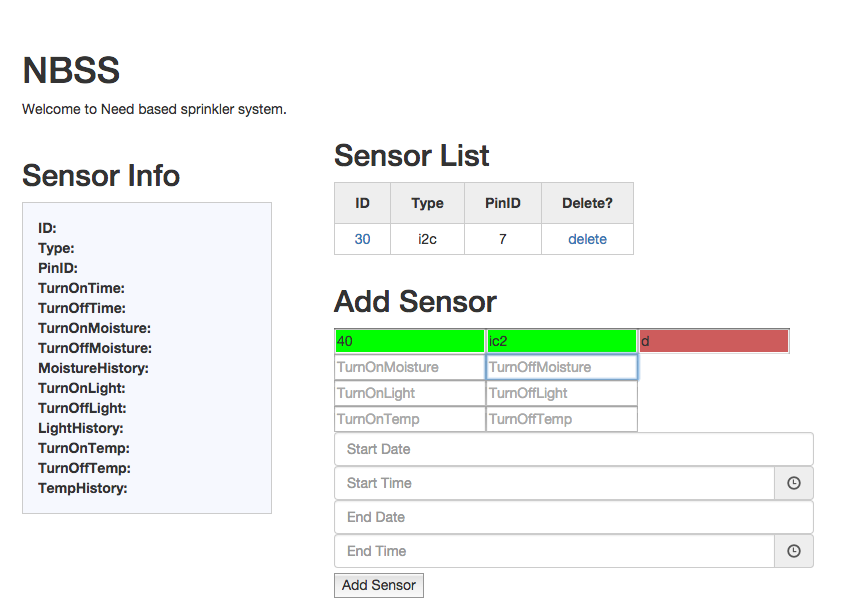 NBSS
Welcome to Need based sprinkler system.
Sensor Info
ID:
Type:
PinID:
TurnOnTime:
TurnOffTime:
TurnOnMoisture:
TurnOffMoisture:
MoistureHistory:
TurnOnLight:
TurnOffLight:
LightHistory:
TurnOnTemp:
TurnOffTemp:
TempHistory:
Sensor List
ID Type PinID Delete?
30 i2c 7 delete
Add Sensor
40 ic2 d
TurnOnMoisture TurnOffMoisture
TurnOnLight TurnOffLight
TurnOnTemp TurnOffTemp
Start Date
Start Time
End Date
End Time
Add Sensor